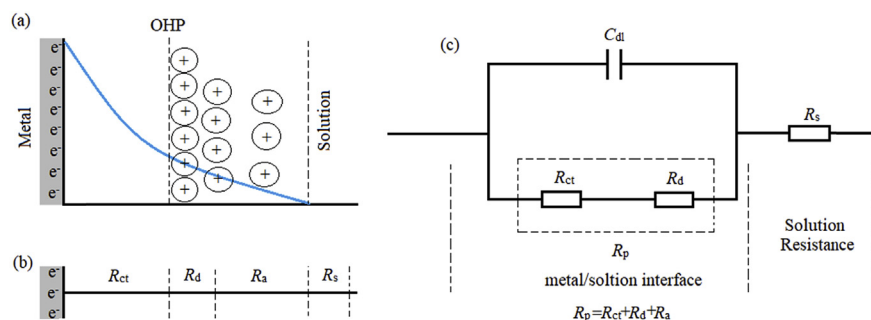 (a)
OHP
e-
e-
e-
e-
e-
e-
e-
e-
Metal
+
+
+
+
+
+
+
+
+
+
+
+
+
Solution
(b)
e-
e-
e-
Rct
Rd
Ra
Rs
(c)
Cdl
Rs
Rct
Rd
Rp
Solution
Resistance
metal/soltion interface
Rp=Rct+Rd+Ra